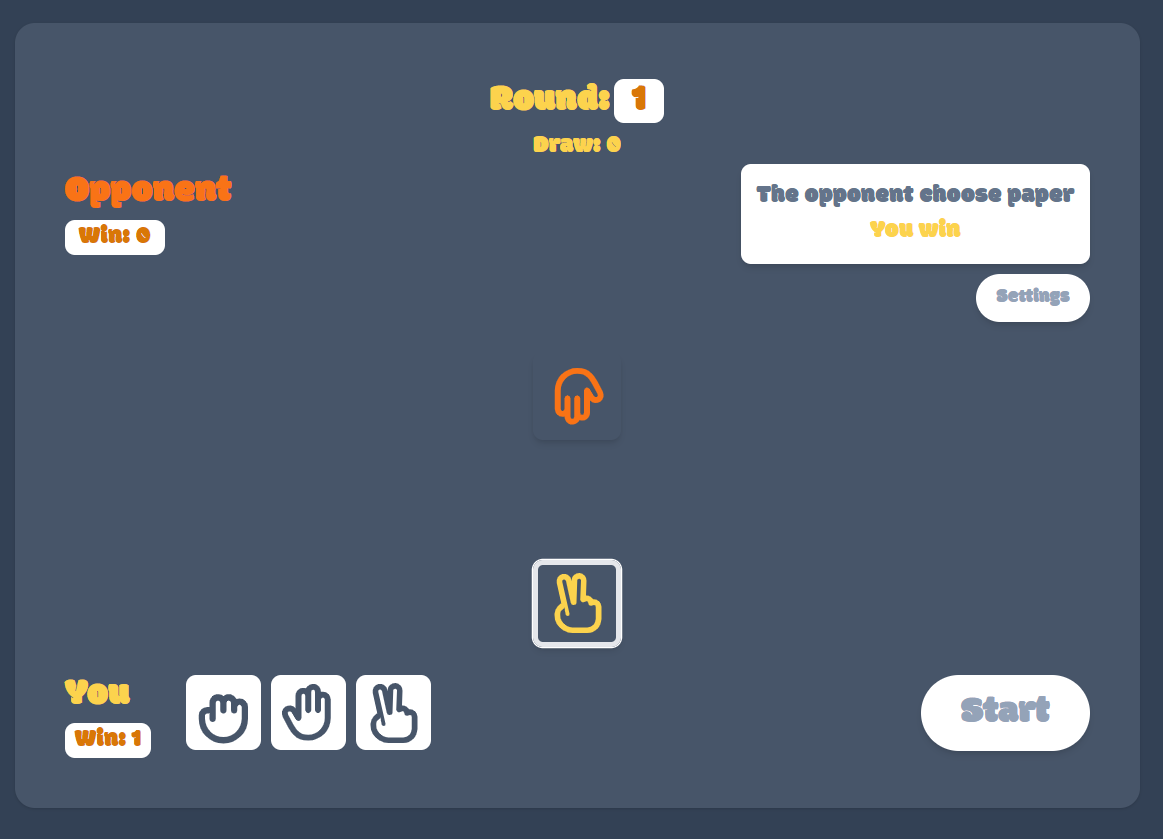 Round: 1
Draw: 0
Opponent
Win: 0
The opponent choose paper
You win
Settings
You
Win: 1
Start